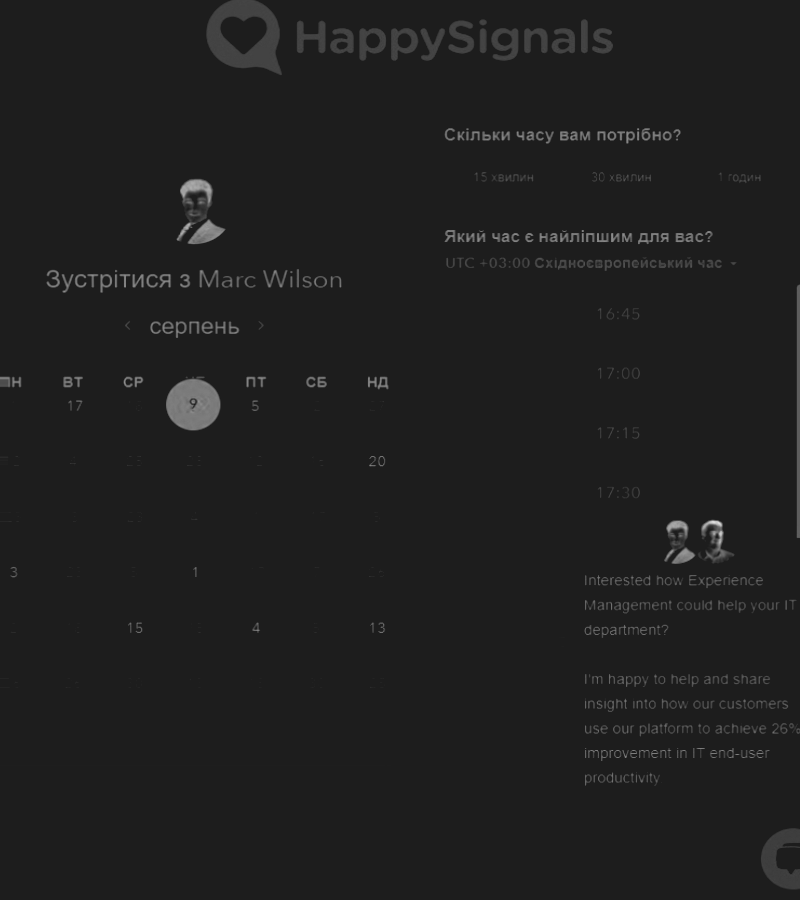 HappySignals
Зустрітися з Marc Wilson
серпень
ВТ СР ПТ СБ НД
17 9 5
20
3 1
15 4 13
Скільки часу вам потрібно?
15 хвилин 30 хвилин 1 годин
Який час є найліпшим для вас?
UTC +03:00 Східноєвропейський час
16:45
17:00
17:15
17:30
Interested how Experience
Management could help your IT
department?
I'm happy to help and share
insight into how our customers
use our platform to achieve 26%
improvement in IT end-user
productivity